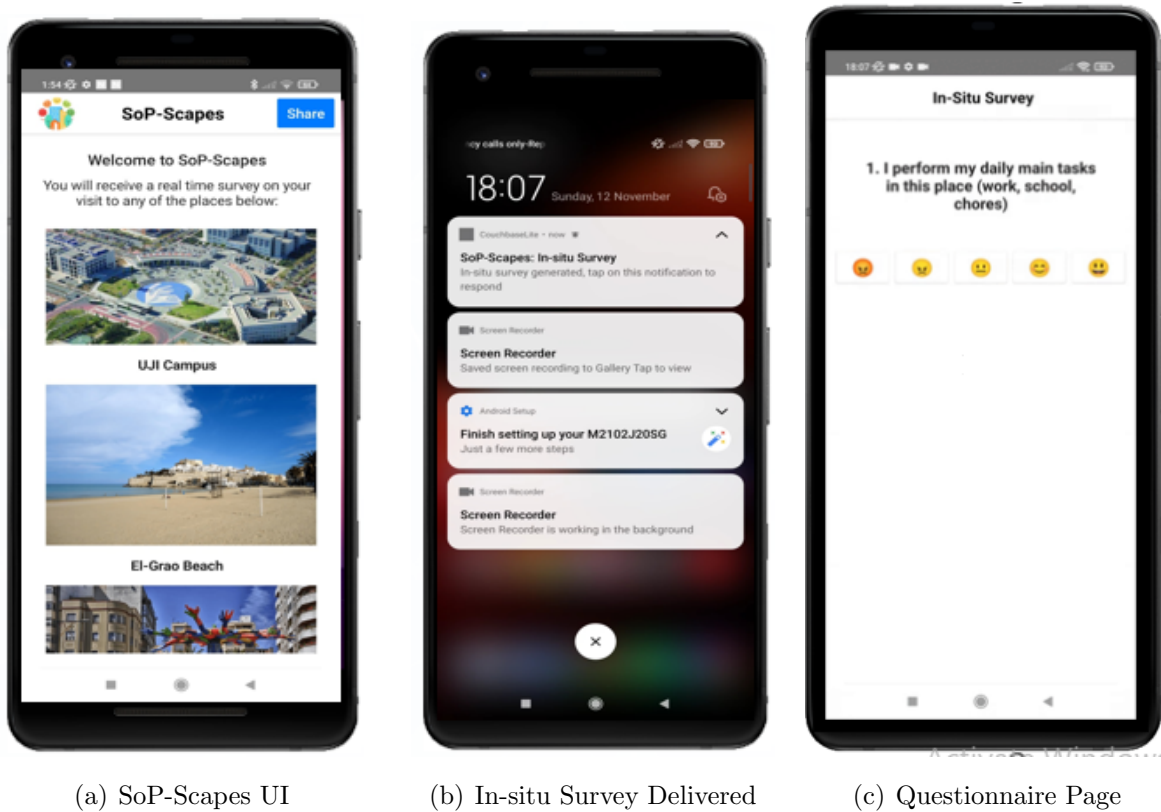 1:54
SoP-Scapes
Share
Welcome to SoP-Scapes
You will receive a real time survey on your
visit to any of the places below:
UJI Campus
El-Grao Beach
(a) SoP-Scapes UI
cy calls only-Re
18:07 Sunday, 12 November
CouchbaseLite • now
SoP-Scapes: In-situ Survey
In-situ survey generated, tap on this notification to
respond
Screen Recorder
Screen Recorder
Saved screen recording to Gallery Tap to view
Android Setup
Finish setting up your M2102J20SG
Just a few more steps
Screen Recorder
Screen Recorder
Screen Recorder is working in the background
(b) In-situ Survey Delivered
18:07
In-Situ Survey
1. I perform my daily main tasks
in this place (work, school,
chores)
(c) Questionnaire Page